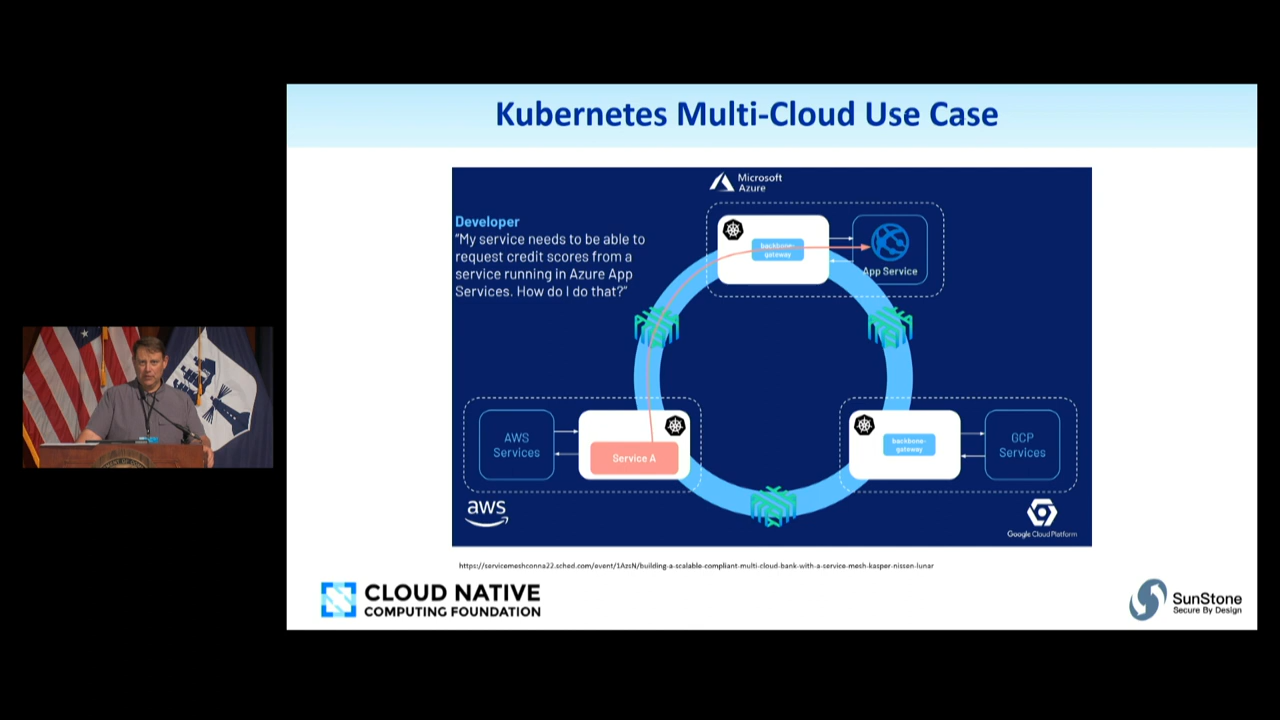 Kubernetes Multi-Cloud Use Case
Microsoft
Azure
Developer
"My service needs to be able to
request credit scores from a
service running in Azure App
Services. How do I do that?"
backbone-
gateway
App Service
AWS
Services
Service A
backbone-
gateway
GCP
Services
aws
Google Cloud Platform
https://servicemeshconna22.sched.com/event/1AzsN/building-a-scalable-compliant-multi-cloud-bank-with-a-service-mesh-kasper-nissen-lunar
CLOUD NATIVE
COMPUTING FOUNDATION
SunStone
Secure By Design